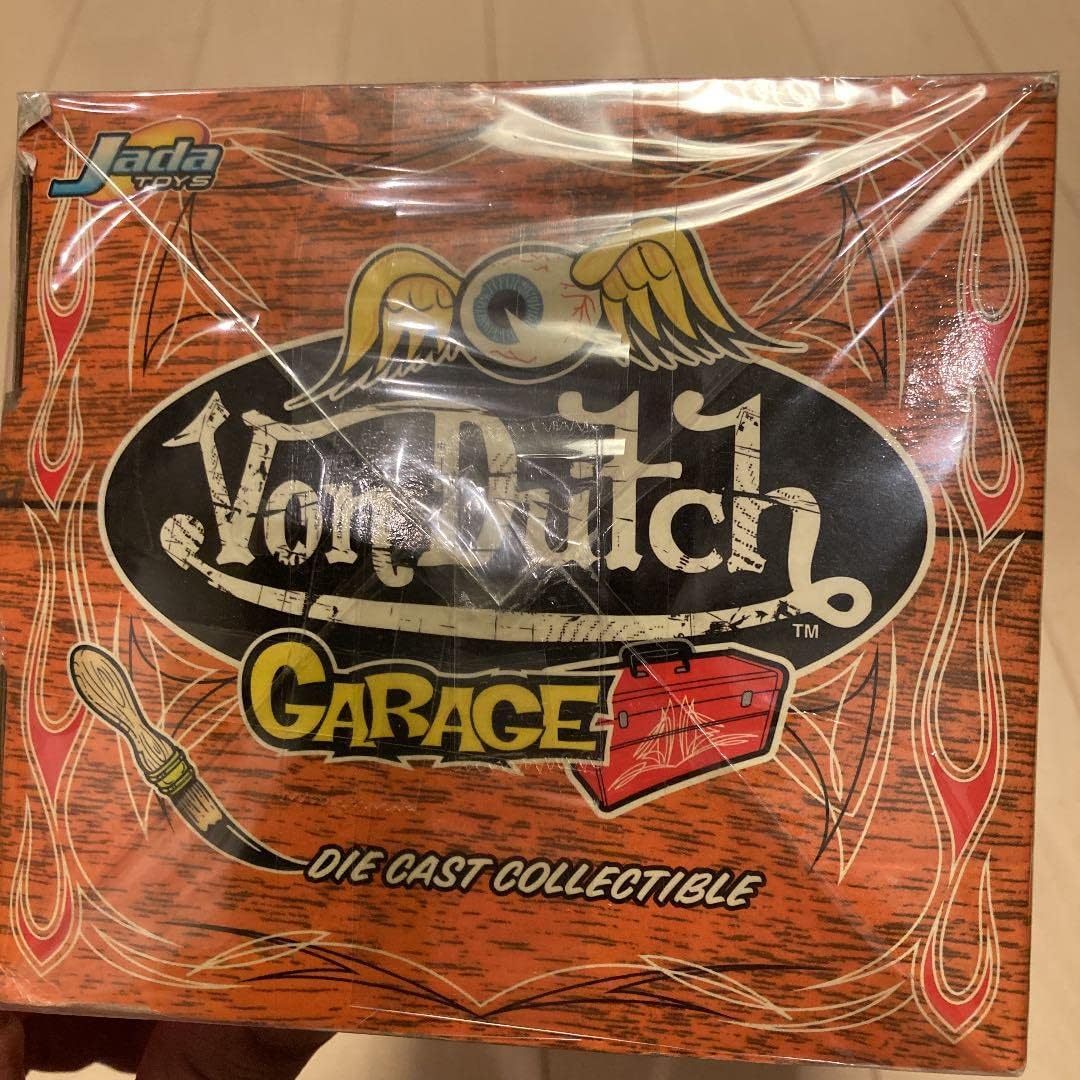 Jada
TOYS
Von Dutch
TM
GARAGE
DIE CAST COLLECTIBLE